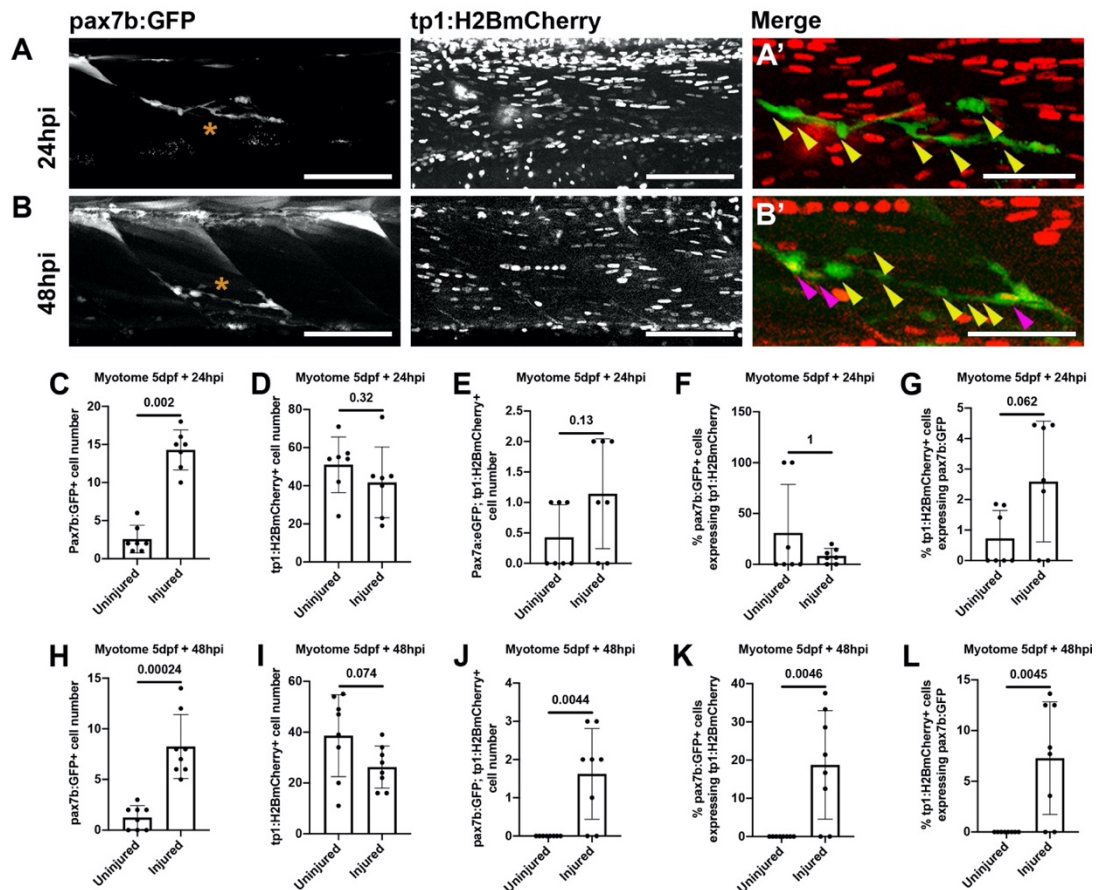 pax7b:GFP
tp1:H2BmCherry
Merge
A
24hpi
*
A'
B
48hpi
*
B'
C
Myotome 5dpf + 24hpi
Pax7b:GFP+ cell number
20
15
10
5
0
0.002
Uninjured
Injured
D
Myotome 5dpf + 24hpi
tp1:H2BmCherry+ cell number
100
80
60
40
20
0
0.32
Uninjured
Injured
E
Myotome 5dpf + 24hpi
Pax7a:eGFP; tp1:H2BmCherry+
cell number
2.5
2.0
1.5
1.0
0.5
0.0
0.13
Uninjured
Injured
F
Myotome 5dpf + 24hpi
% pax7b:GFP+ cells
expressing tp1:H2BmCherry
150
100
50
0
1
Uninjured
Injured
G
Myotome 5dpf + 24hpi
% tp1:H2BmCherry+ cells
expressing pax7b:GFP
5
4
3
2
1
0
0.062
Uninjured
Injured
H
Myotome 5dpf + 48hpi
pax7b:GFP+ cell number
15
10
5
0
0.00024
Uninjured
Injured
I
Myotome 5dpf + 48hpi
tp1:H2BmCherry+ cell number
60
40
20
0
0.074
Uninjured
Injured
J
Myotome 5dpf + 48hpi
pax7b:GFP; tp1:H2BmCherry+
cell number
4
3
2
1
0
0.0044
Uninjured
Injured
K
Myotome 5dpf + 48hpi
% pax7b:GFP+ cells
expressing tp1:H2BmCherry
40
30
20
10
0
0.0046
Uninjured
Injured
L
Myotome 5dpf + 48hpi
% tp1:H2BmCherry+ cells
expressing pax7b:GFP
15
10
5
0
0.0045
Uninjured
Injured